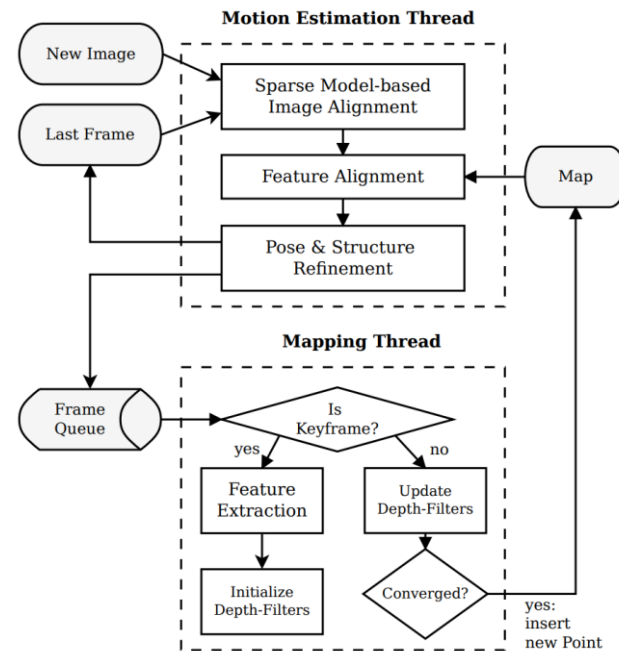 Motion Estimation Thread
New Image
Sparse Model-based
Image Alignment
Last Frame
Feature Alignment
Map
Pose & Structure
Refinement
Mapping Thread
Frame
Queue
Is
Keyframe?
yes
no
Feature
Extraction
Update
Depth-Filters
Initialize
Depth-Filters
Converged?
yes:
insert
new Point